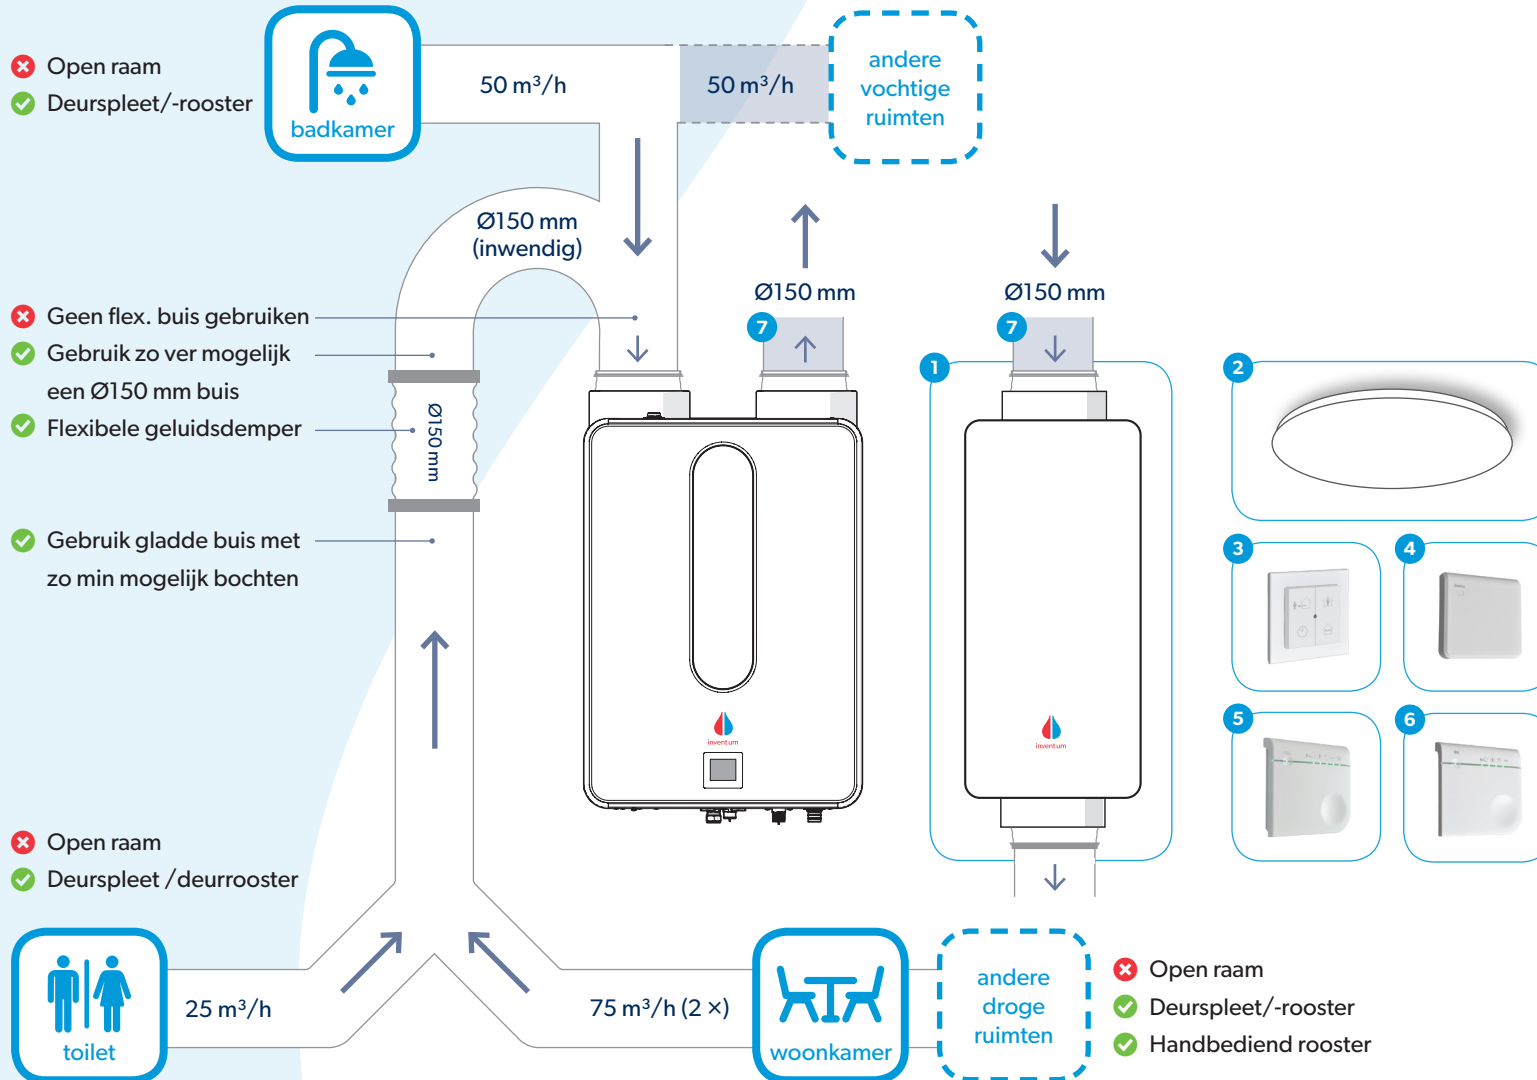 Open raam
Deurspleet/-rooster
badkamer
50 m³/h
50 m³/h
andere
vochtige
ruimten
Ø150 mm
(inwendig)
Geen flex. buis gebruiken
Gebruik zo ver mogelijk
een Ø150 mm buis
Flexibele geluidsdemper
Ø150 mm
Gebruik gladde buis met
zo min mogelijk bochten
Ø150 mm
7
Ø150 mm
7
1
2
3
4
5
6
inventum
inventum
Open raam
Deurspleet /deurrooster
toilet
25 m³/h
75 m³/h (2 ×)
woonkamer
andere
droge
ruimten
Open raam
Deurspleet/-rooster
Handbediend rooster